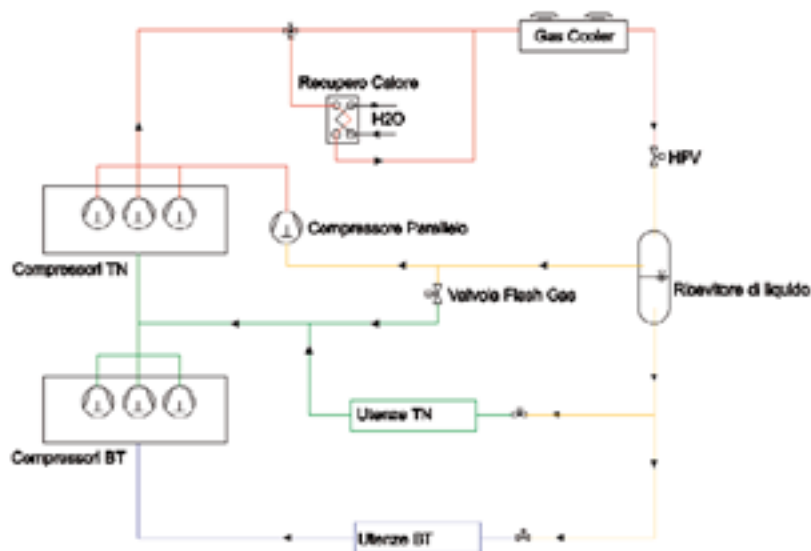 Gas Cooler
Recupero Calore
H2O
HPV
Compressore Parallelo
Compressori TN
Valvola Flash Gas
Ricevitore di liquido
Utenze TN
Compressori BT
Utenze BT